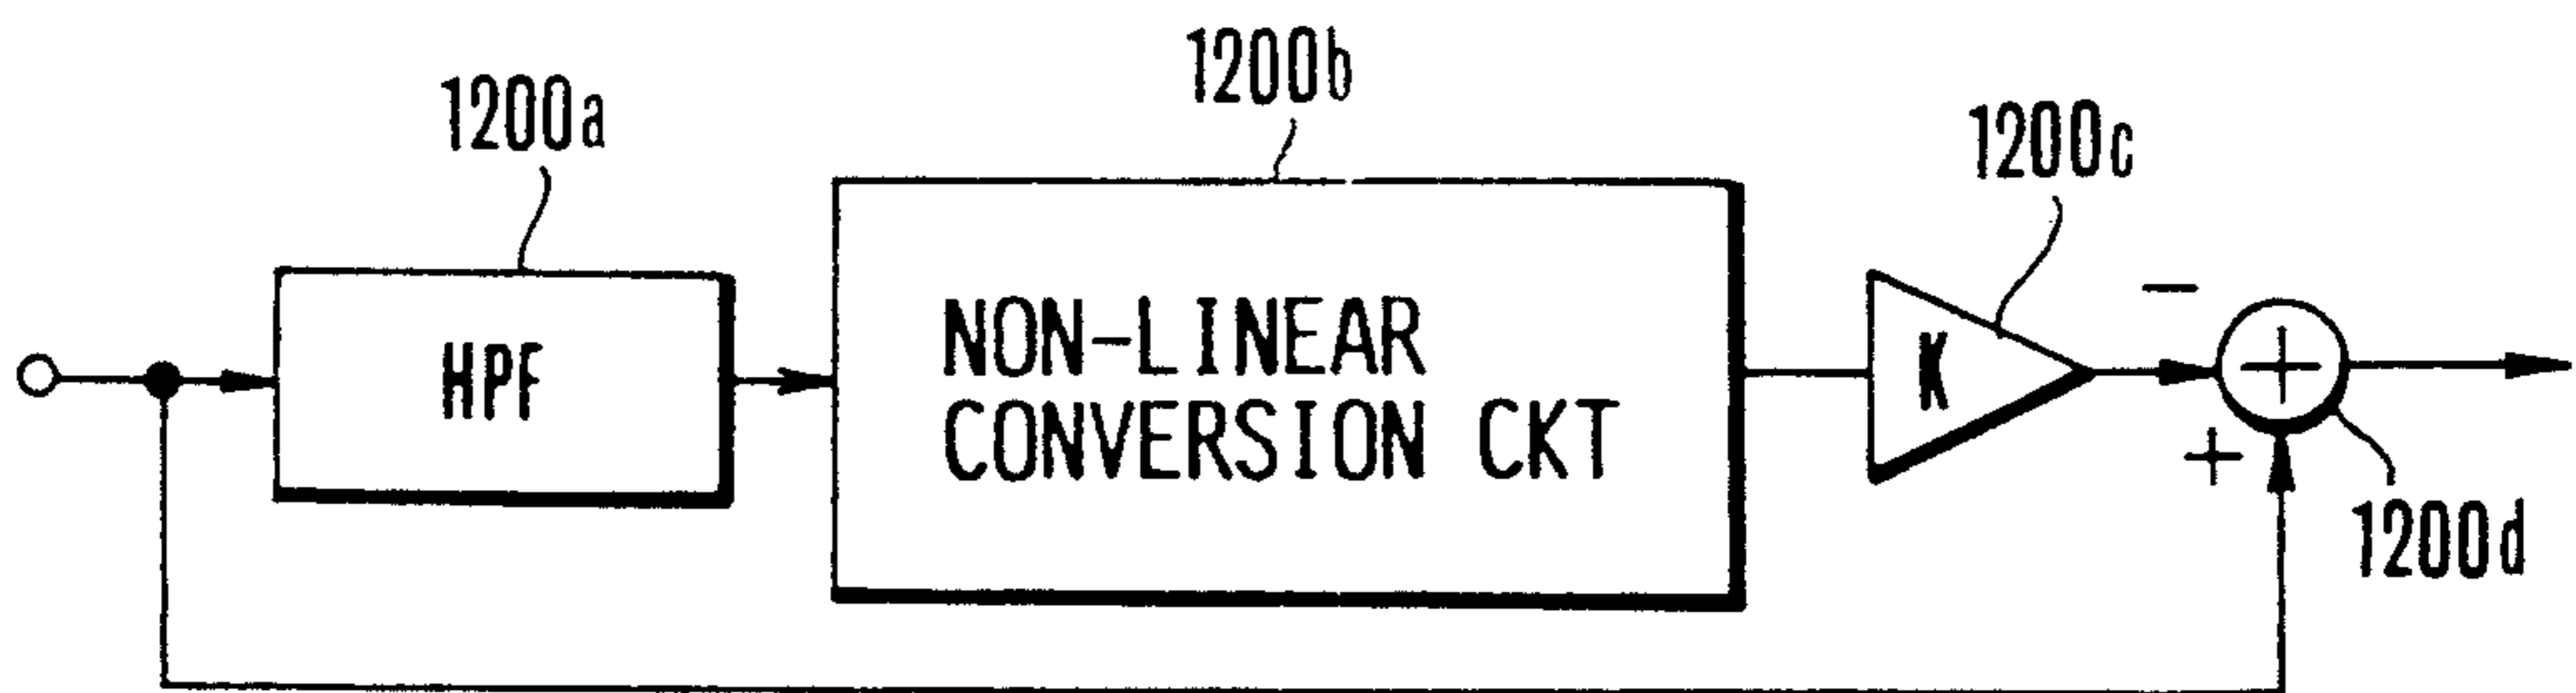 1200a
1200b
1200c
HPF
NON-LINEAR
CONVERSION CKT
K
−
+
+
1200d